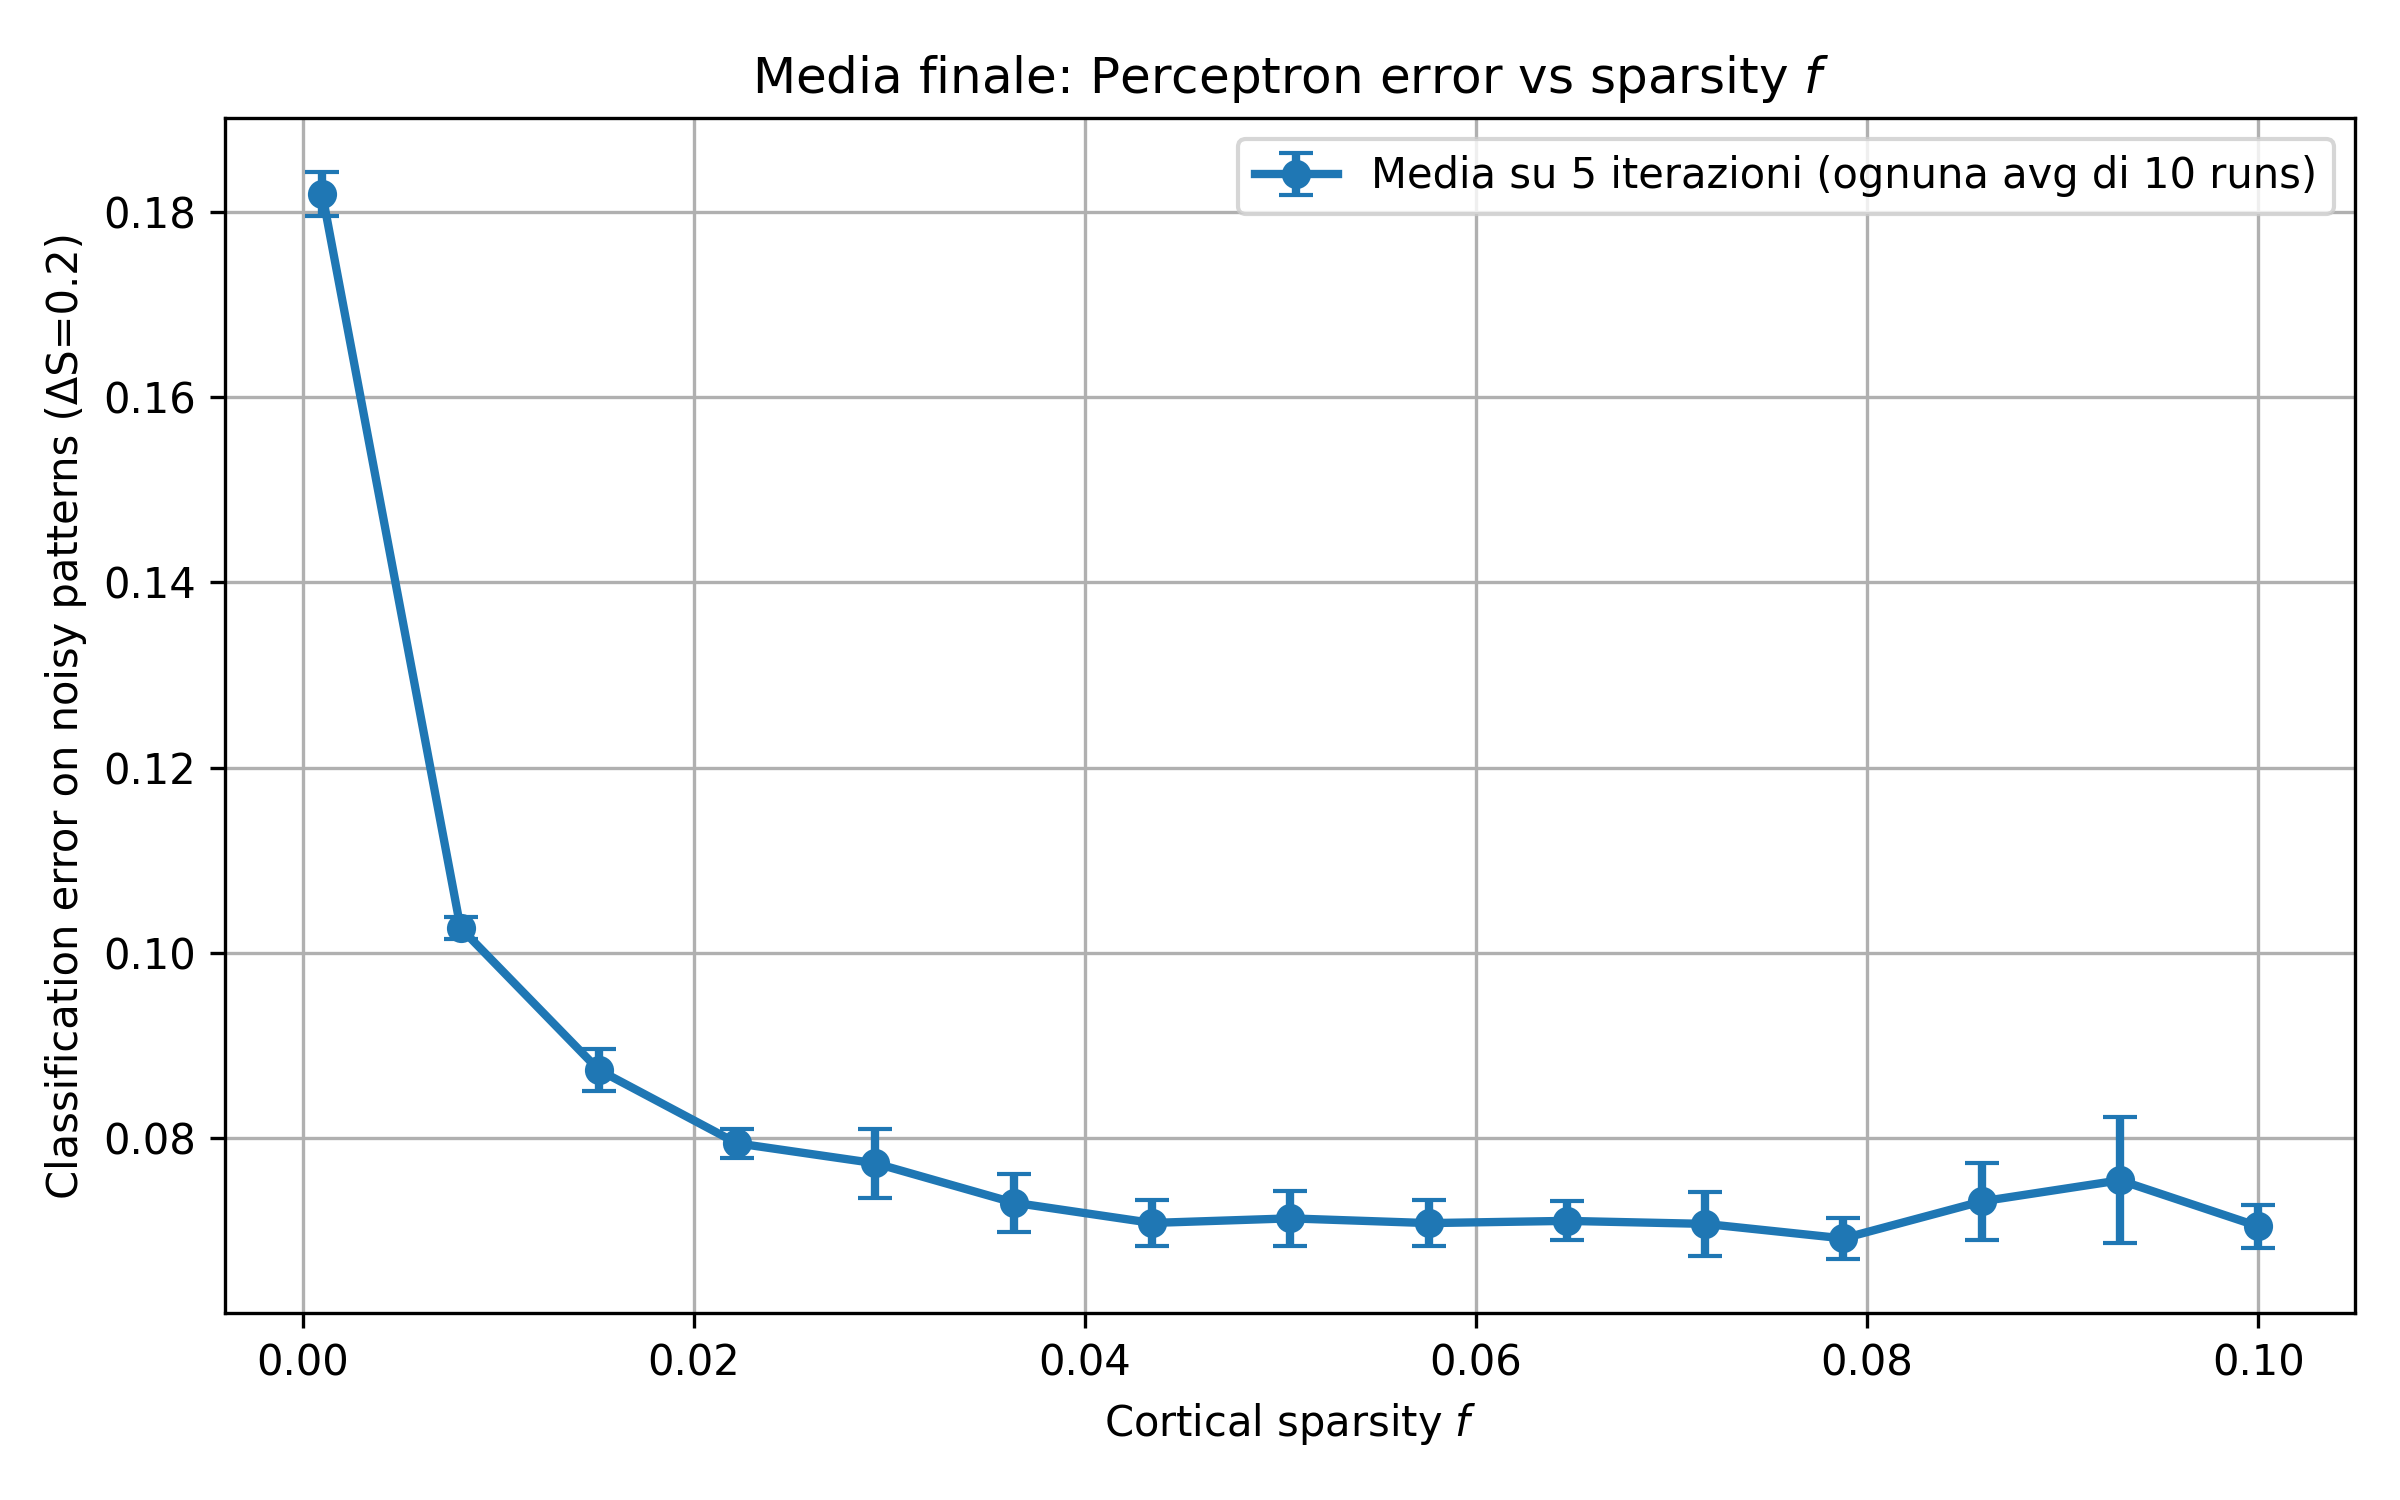 Media finale: Perceptron error vs sparsity f
Media su 5 iterazioni (ognuna avg di 10 runs)
Classification error on noisy patterns (ΔS=0.2)
0.18
0.16
0.14
0.12
0.10
0.08
0.00 0.02 0.04 0.06 0.08 0.10
Cortical sparsity f